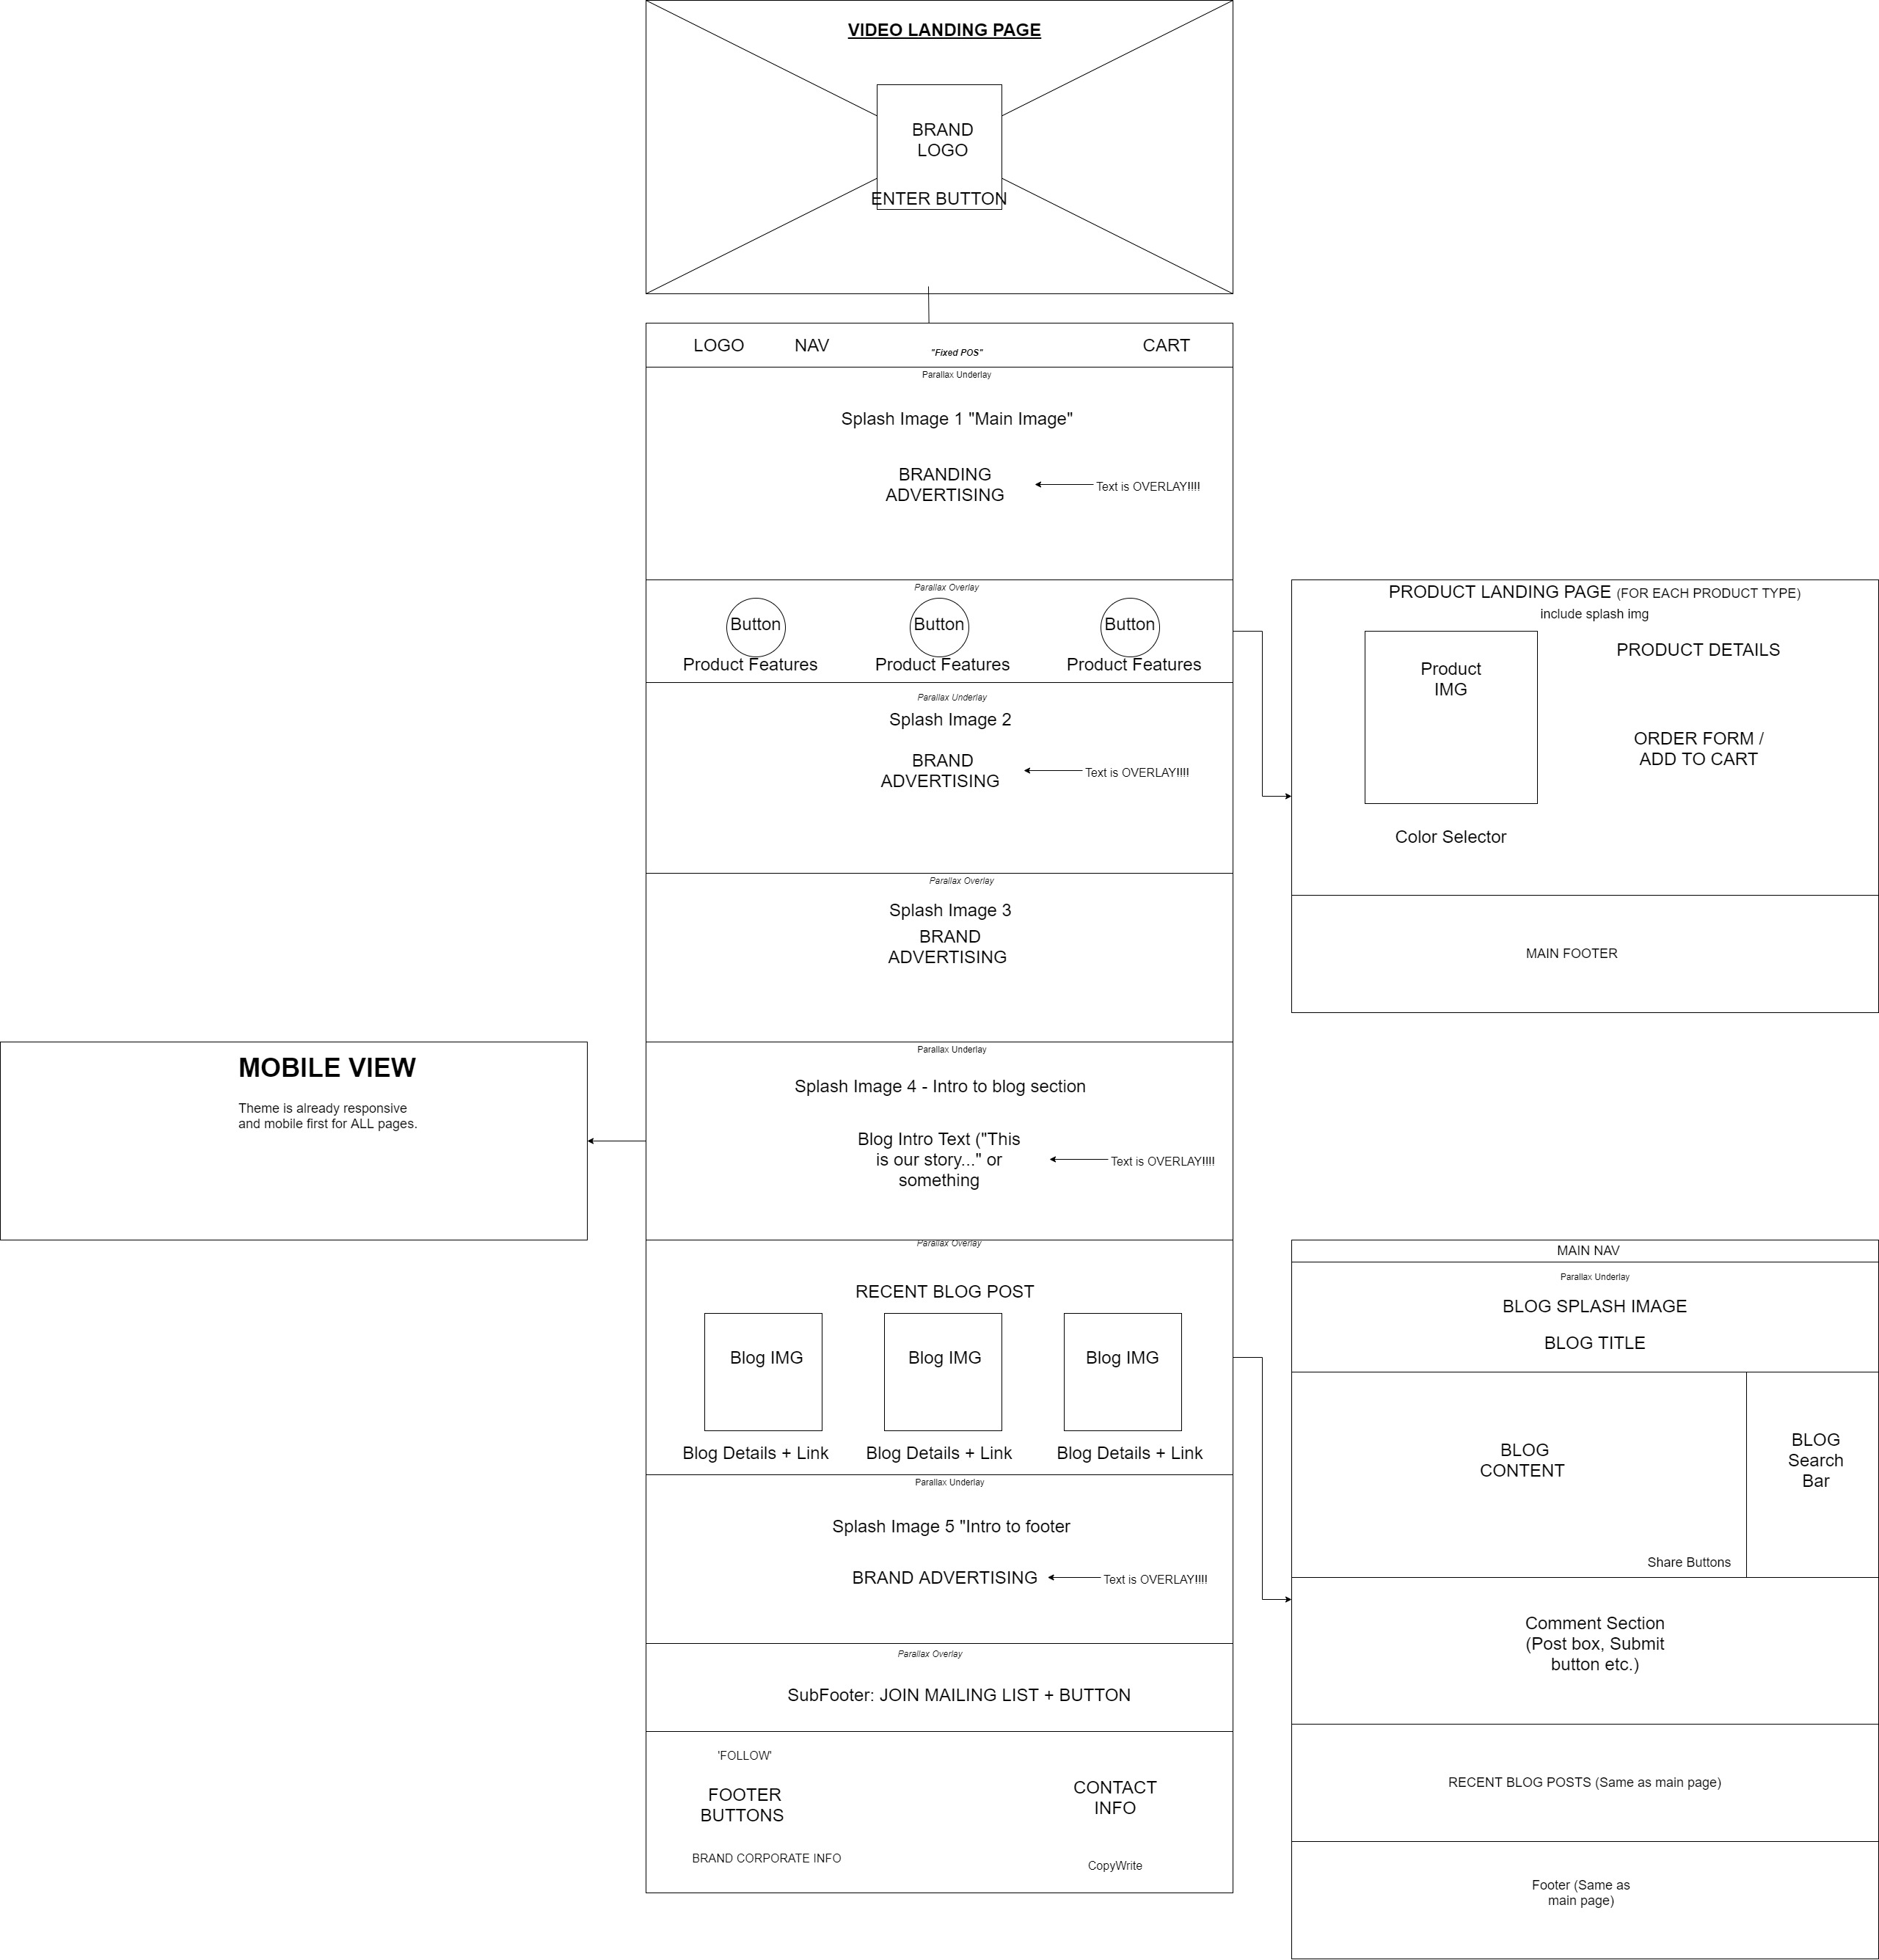 VIDEO LANDING PAGE
BRAND
LOGO
ENTER BUTTON
LOGO
NAV
"Fixed POS"
CART
Parallax Underlay
Splash Image 1 "Main Image"
BRANDING
ADVERTISING
Text is OVERLAY!!!!
Parallax Overlay
Button
Button
Button
Product Features
Product Features
Product Features
Parallax Underlay
Splash Image 2
BRAND
ADVERTISING
Text is OVERLAY!!!!
Parallax Overlay
Splash Image 3
BRAND
ADVERTISING
Parallax Underlay
Splash Image 4 - Intro to blog section
Blog Intro Text ("This
is our story..." or
something
Text is OVERLAY!!!!
Parallax Overlay
RECENT BLOG POST
Blog IMG
Blog IMG
Blog IMG
Blog Details + Link
Blog Details + Link
Blog Details + Link
Parallax Underlay
Splash Image 5 "Intro to footer
BRAND ADVERTISING
Text is OVERLAY!!!!
Parallax Overlay
SubFooter: JOIN MAILING LIST + BUTTON
'FOLLOW'
FOOTER
BUTTONS
BRAND CORPORATE INFO
CONTACT
INFO
CopyWrite
MOBILE VIEW
Theme is already responsive
and mobile first for ALL pages.
PRODUCT LANDING PAGE (FOR EACH PRODUCT TYPE)
include splash img
Product
IMG
Color Selector
PRODUCT DETAILS
ORDER FORM /
ADD TO CART
MAIN FOOTER
MAIN NAV
Parallax Underlay
BLOG SPLASH IMAGE
BLOG TITLE
BLOG
CONTENT
Share Buttons
BLOG
Search
Bar
Comment Section
(Post box, Submit
button etc.)
RECENT BLOG POSTS (Same as main page)
Footer (Same as
main page)